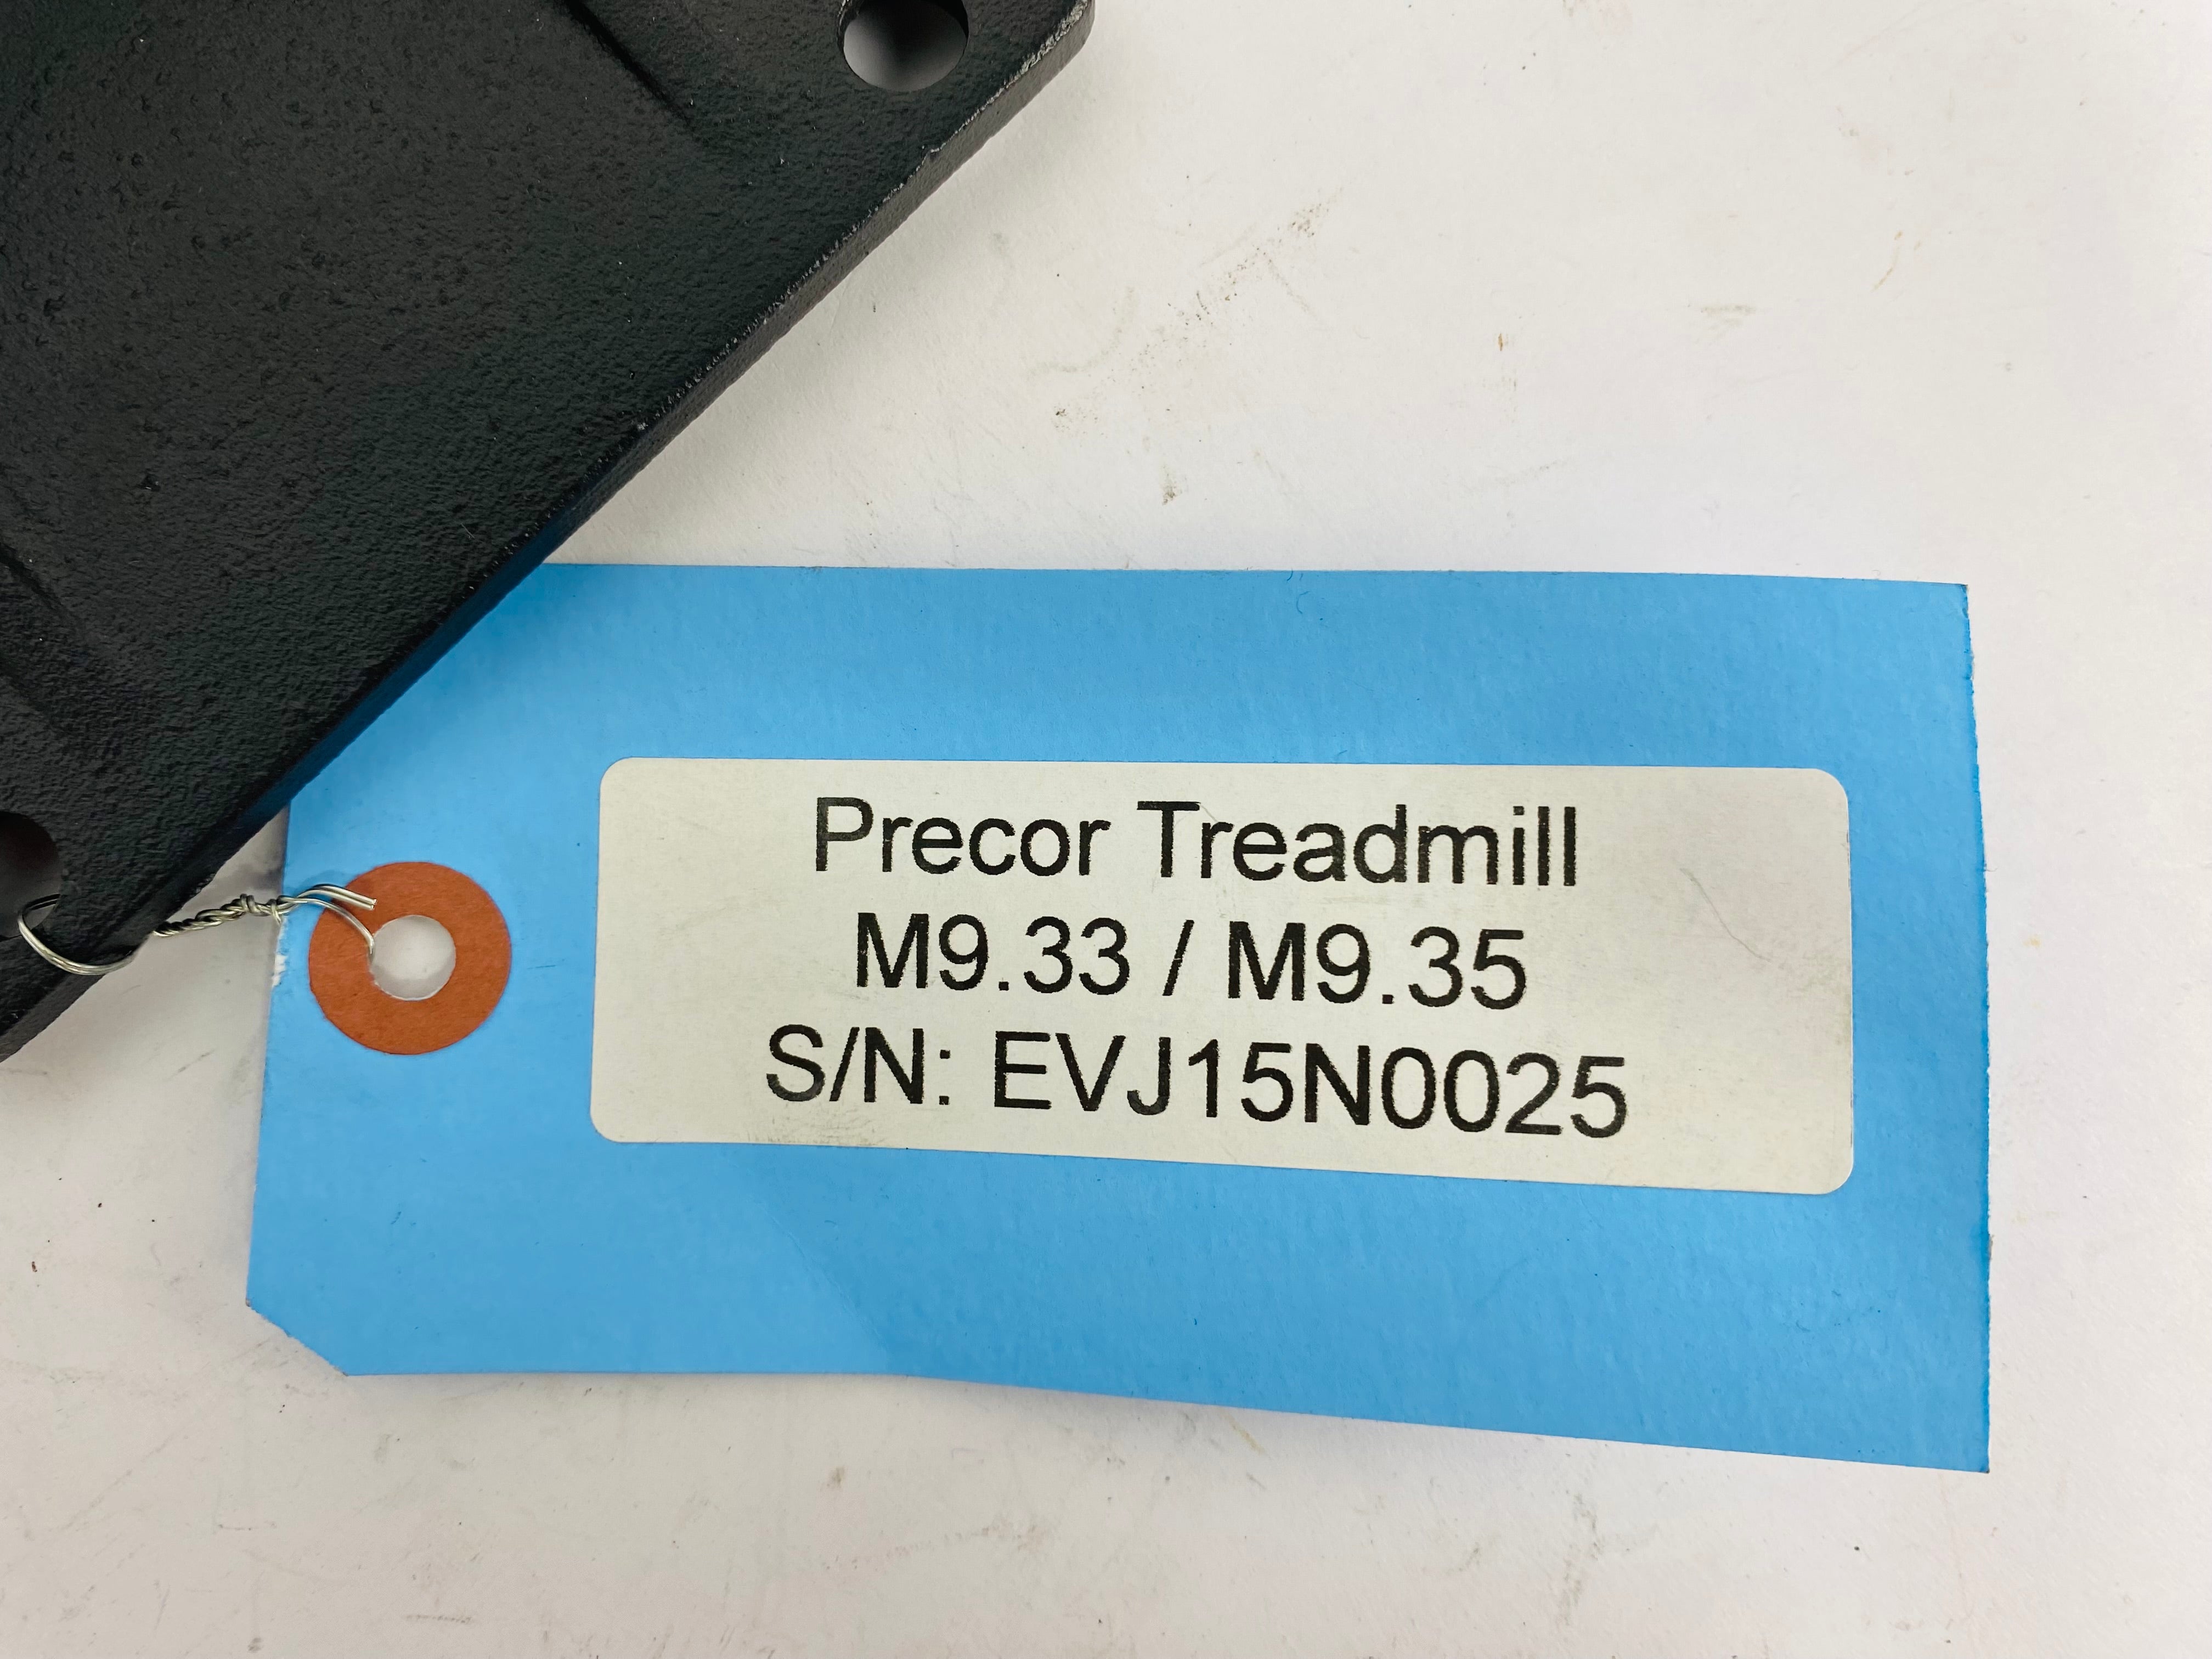 Precor Treadmill
M9.33 / M9.35
S/N: EVJ15N0025